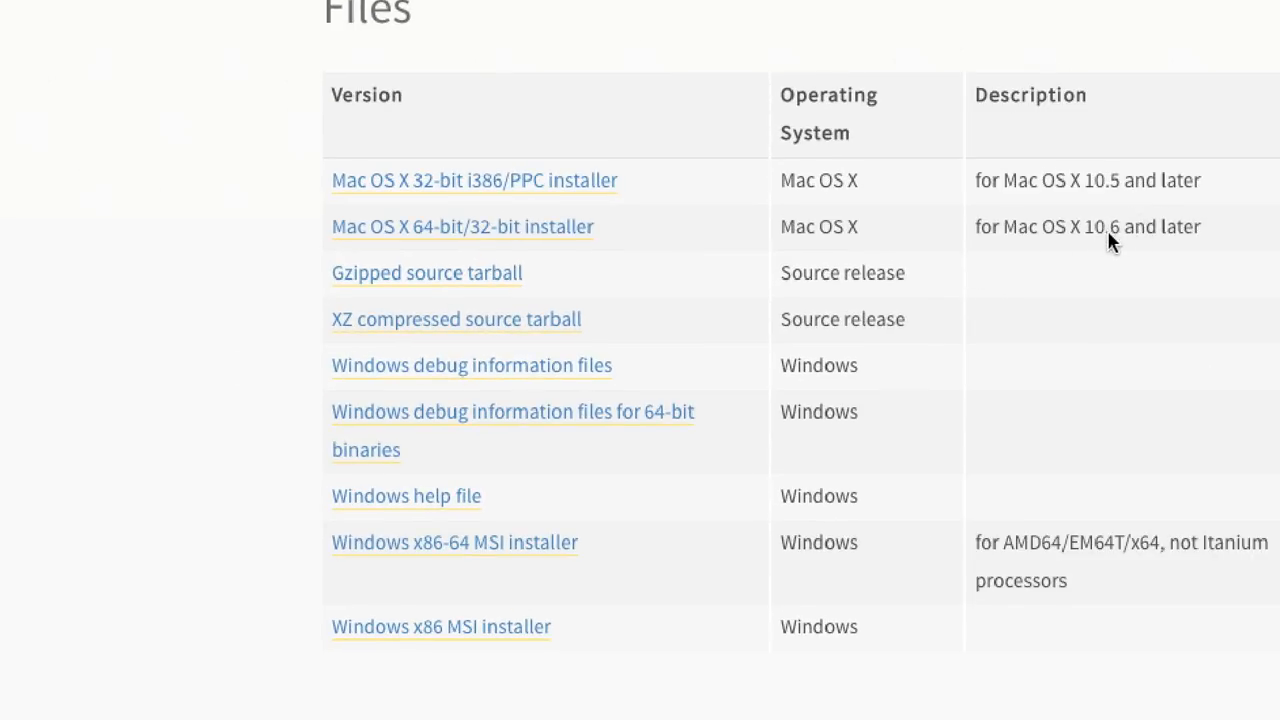 Files
Version Operating Description
System
Mac OS X 32-bit i386/PPC installer Mac OS X for Mac OS X 10.5 and later
Mac OS X 64-bit/32-bit installer Mac OS X for Mac OS X 10.6 and later
Gzipped source tarball Source release
XZ compressed source tarball Source release
Windows debug information files Windows
Windows debug information files for 64-bit Windows
binaries
Windows help file Windows
Windows x86-64 MSI installer Windows for AMD64/EM64T/x64, not Itanium
processors
Windows x86 MSI installer Windows